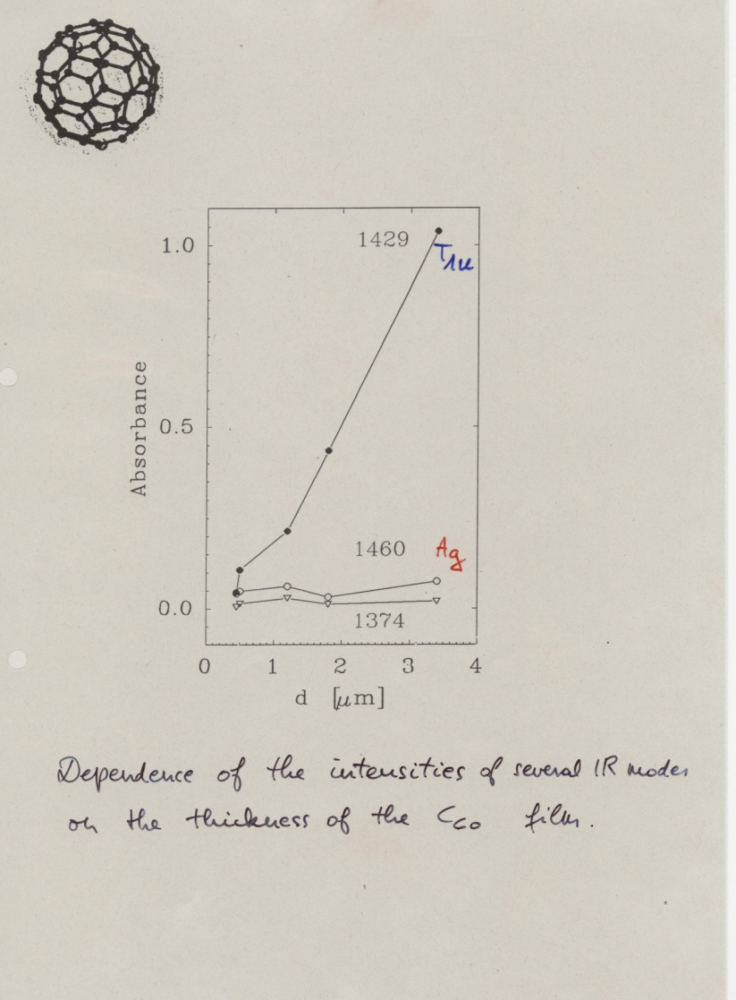 1429
T1u
1.0
Absorbance
0.5
1460 Ag
0.0
1374
0 1 2 3 4
d [μm]
Dependence of the intensities of several IR modes
on the thickness of the C60 film.